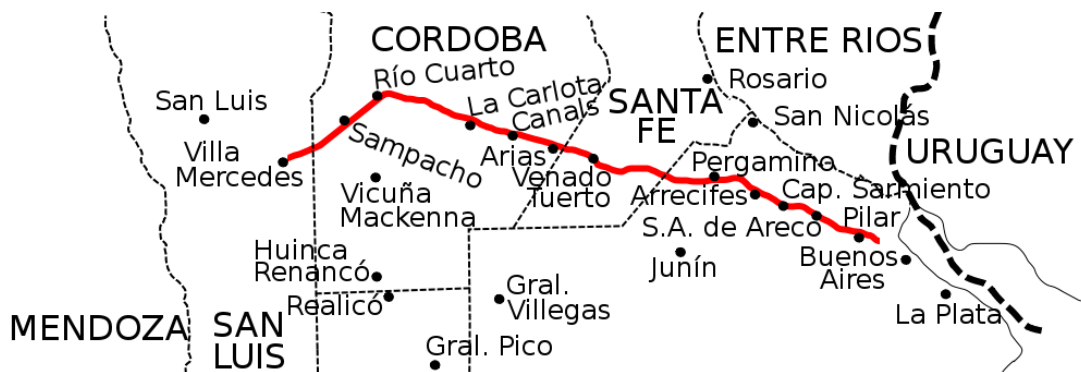 CORDOBA
ENTRE RIOS
Río Cuarto
Rosario
San Luis
La Carlota
Canals
SANTA
FE
San Nicolás
Villa
Mercedes
Sampacho
Arias
Venado
Tuerto
Pergamino
URUGUAY
Vicuña
Mackenna
Arrecifes
Cap. Sarmiento
S.A. de Areco
Pilar
Huinca
Renancó
Junín
Buenos
Aires
Realicó
Gral.
Villegas
La Plata
MENDOZA
SAN
LUIS
Gral. Pico